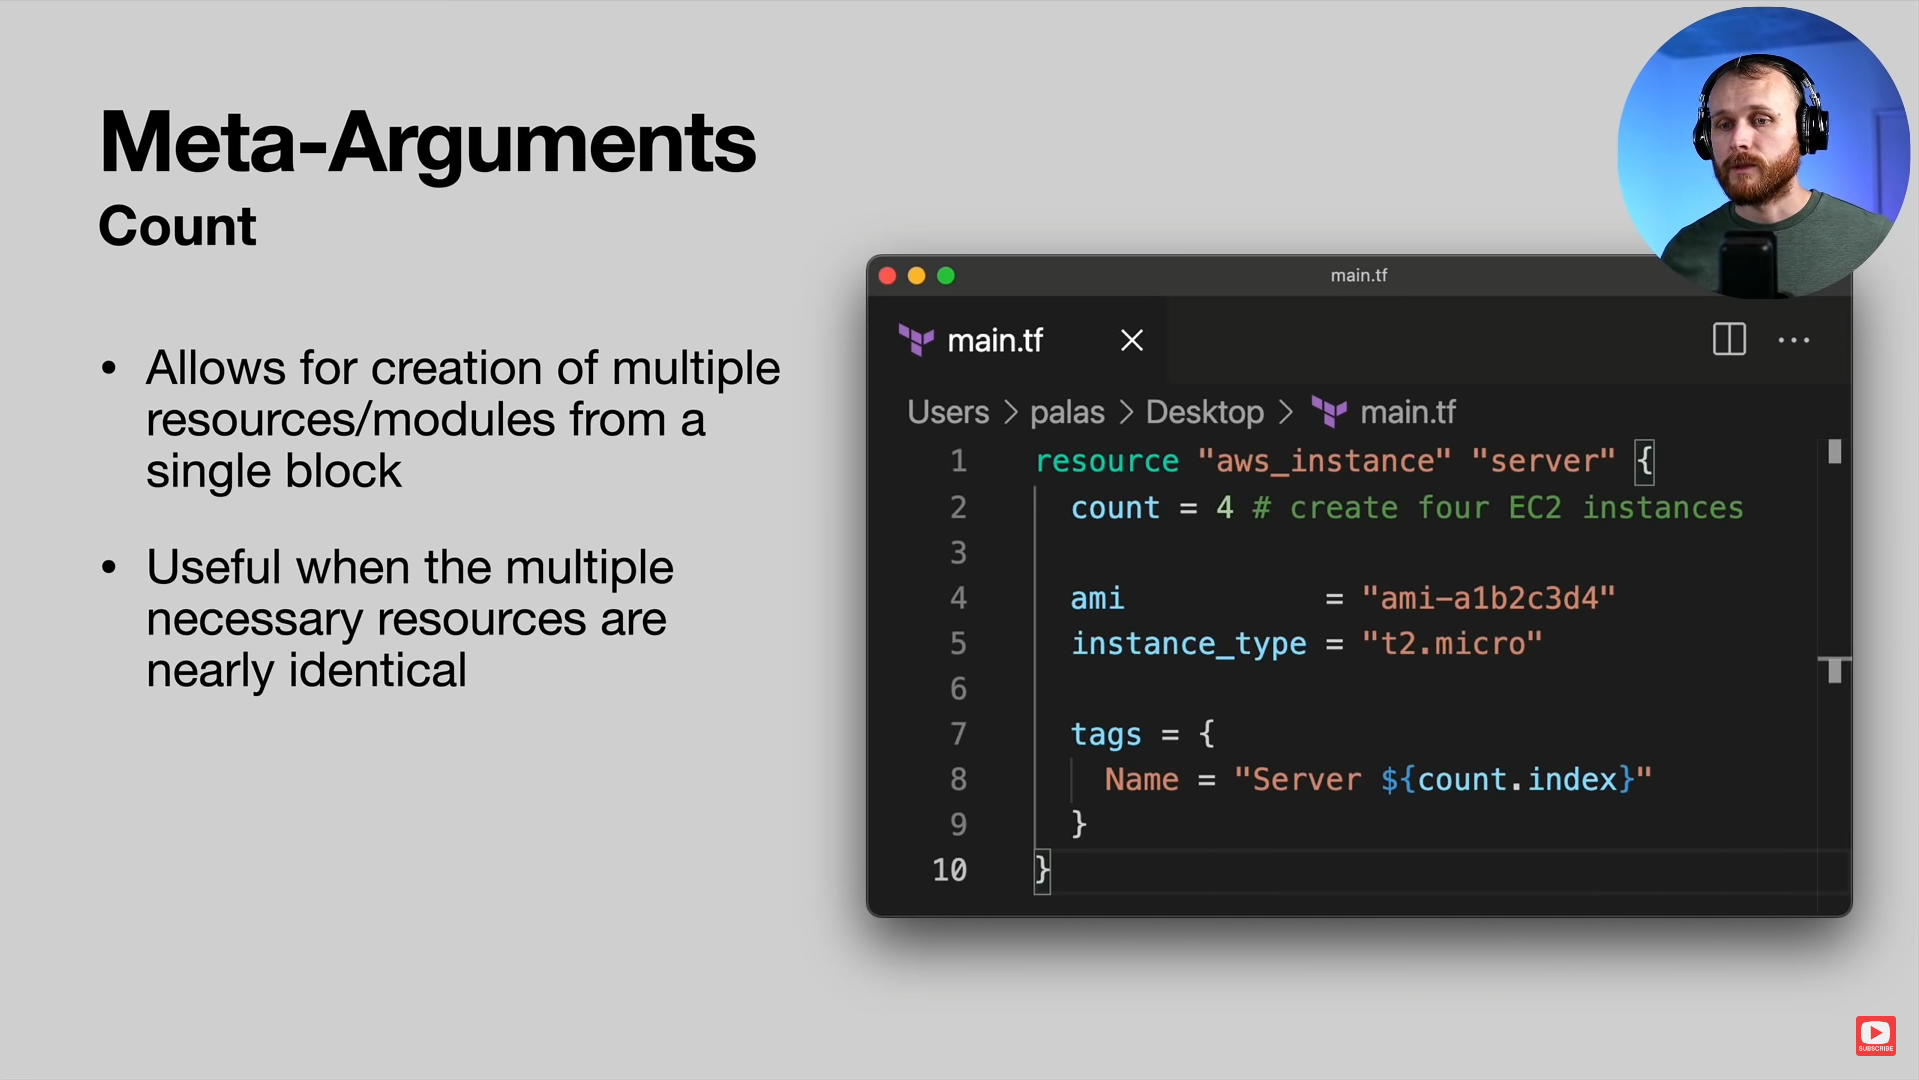 Meta-Arguments
Count
• Allows for creation of multiple
resources/modules from a
single block
• Useful when the multiple
necessary resources are
nearly identical
main.tf
main.tf
Users > palas > Desktop > main.tf
1 resource "aws_instance" "server" {
2 count = 4 # create four EC2 instances
3
4 ami = "ami-a1b2c3d4"
5 instance_type = "t2.micro"
6
7 tags = {
8 Name = "Server ${count.index}"
9 }
10 }
SUBSCRIBE